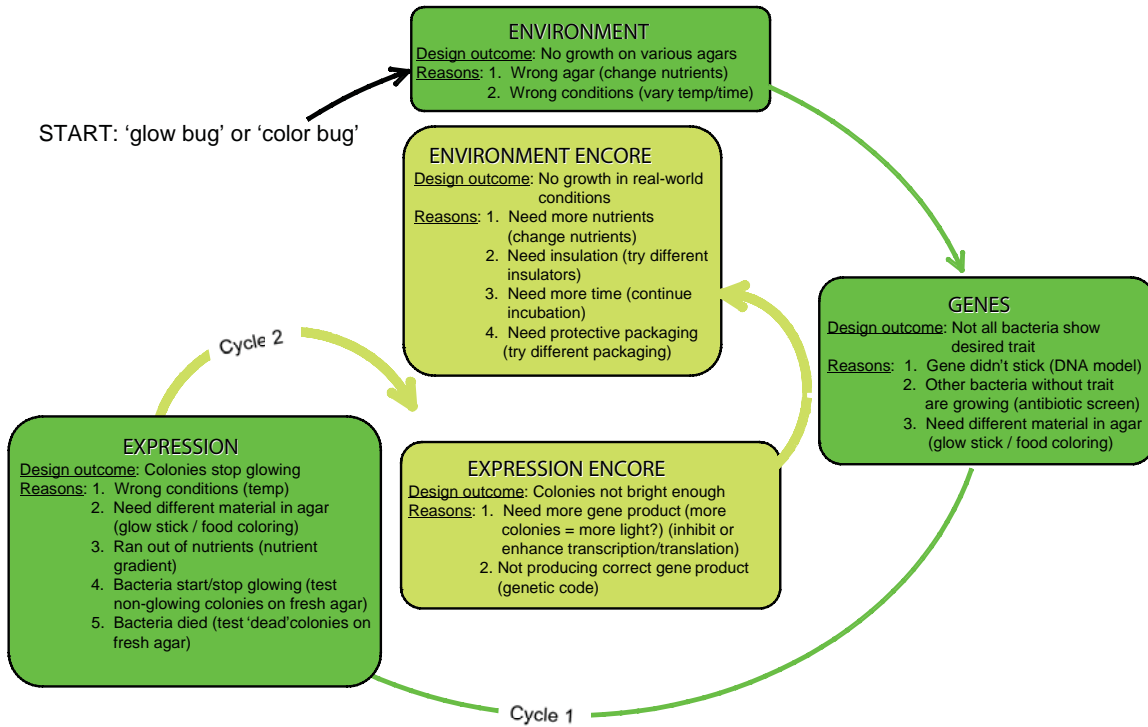 ENVIRONMENT
Design outcome: No growth on various agars
Reasons: 1. Wrong agar (change nutrients)
2. Wrong conditions (vary temp/time)
START: ‘glow bug’ or ‘color bug’
ENVIRONMENT ENCORE
Design outcome: No growth in real-world
conditions
Reasons: 1. Need more nutrients
(change nutrients)
2. Need insulation (try different
insulators)
3. Need more time (continue
incubation)
4. Need protective packaging
(try different packaging)
GENES
Design outcome: Not all bacteria show
desired trait
Reasons: 1. Gene didn’t stick (DNA model)
2. Other bacteria without trait
are growing (antibiotic screen)
3. Need different material in agar
(glow stick / food coloring)
Cycle 2
EXPRESSION
Design outcome: Colonies stop glowing
Reasons: 1. Wrong conditions (temp)
2. Need different material in agar
(glow stick / food coloring)
3. Ran out of nutrients (nutrient
gradient)
4. Bacteria start/stop glowing (test
non-glowing colonies on fresh agar)
5. Bacteria died (test ‘dead’colonies on
fresh agar)
EXPRESSION ENCORE
Design outcome: Colonies not bright enough
Reasons: 1. Need more gene product (more
colonies = more light?) (inhibit or
enhance transcription/translation)
2. Not producing correct gene product
(genetic code)
Cycle 1